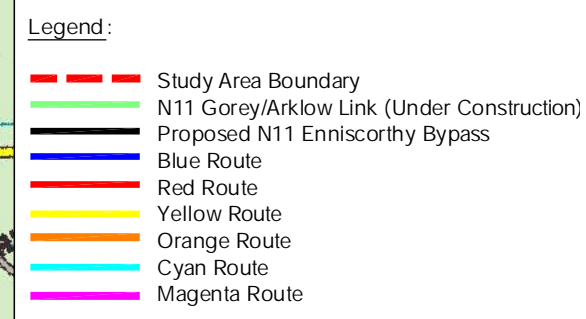 Legend:
Study Area Boundary
N11 Gorey/Arklow Link (Under Construction)
Proposed N11 Enniscorthy Bypass
Blue Route
Red Route
Yellow Route
Orange Route
Cyan Route
Magenta Route